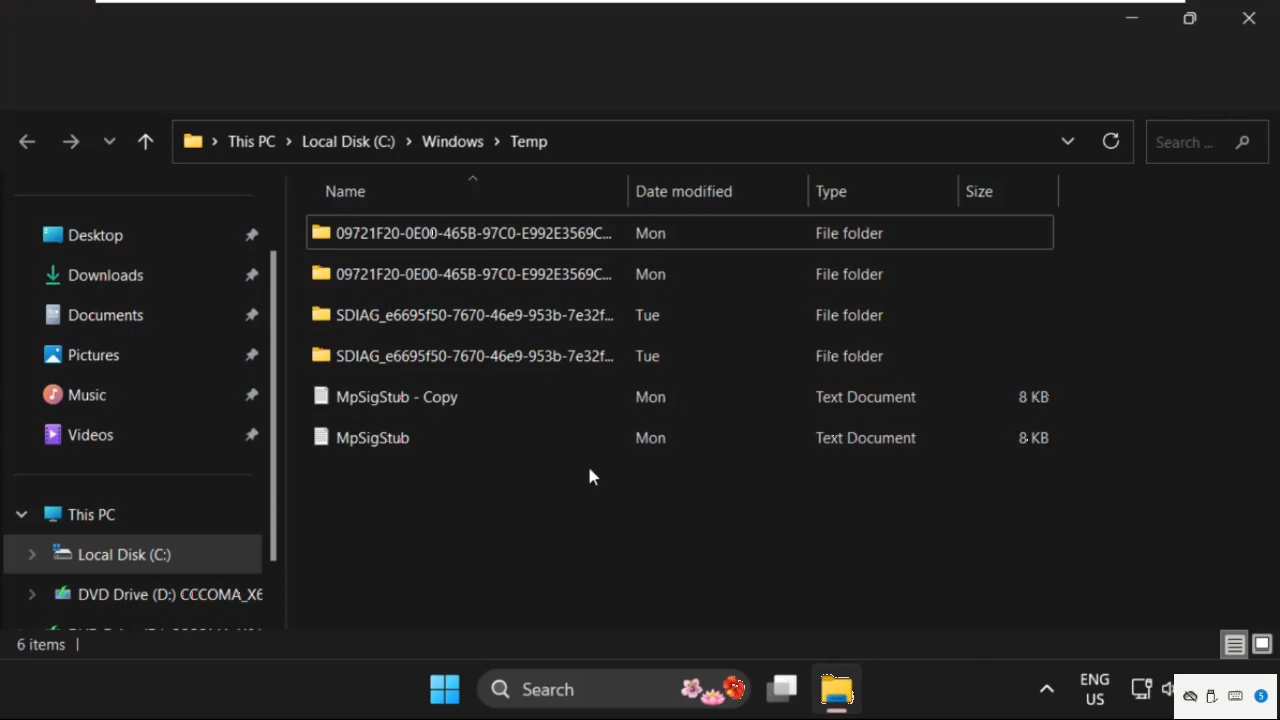 This PC > Local Disk (C:) > Windows > Temp
Search ...
Name Date modified Type Size
Desktop
Downloads
Documents
Pictures
Music
Videos
This PC
Local Disk (C:)
DVD Drive (D:) CCCOMA_X6
09721F20-0E00-465B-97C0-E992E3569C... Mon File folder
09721F20-0E00-465B-97C0-E992E3569C... Mon File folder
SDIAG_e6695f50-7670-46e9-953b-7e32f... Tue File folder
SDIAG_e6695f50-7670-46e9-953b-7e32f... Tue File folder
MpSigStub - Copy Mon Text Document 8 KB
MpSigStub Mon Text Document 8 KB
6 items
Search
ENG
US
5